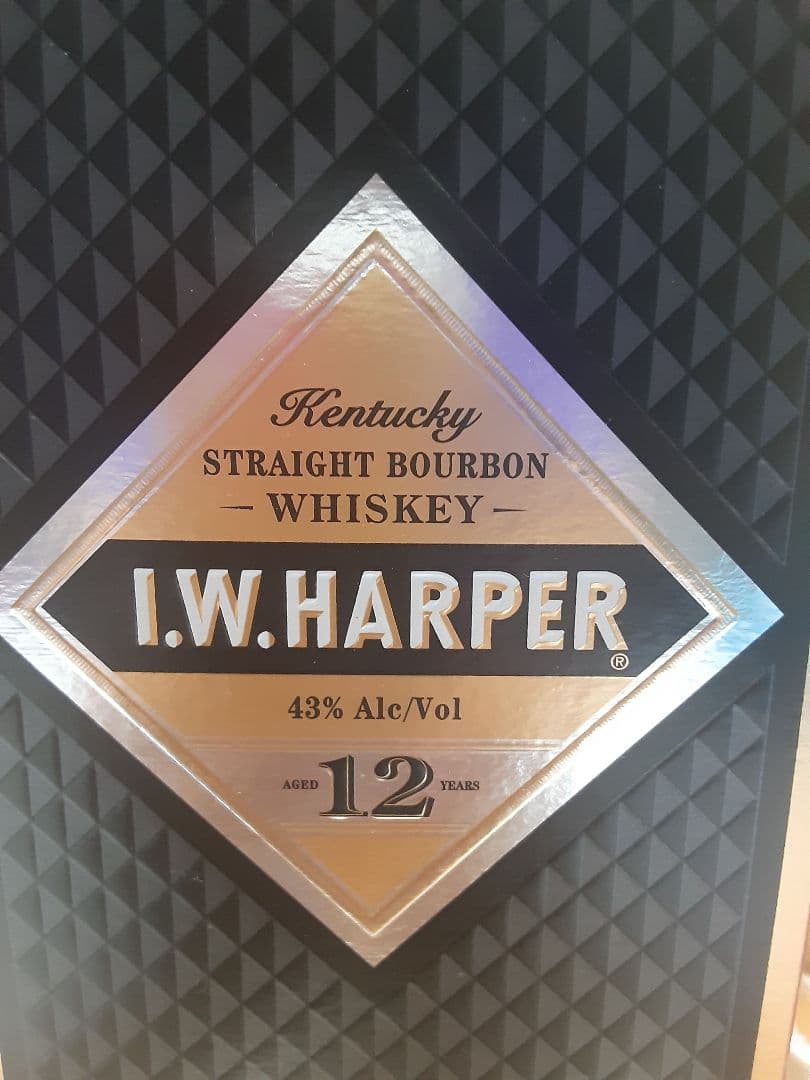 Kentucky
STRAIGHT BOURBON
– WHISKEY –
I.W.HARPER®
43% Alc/Vol
AGED 12 YEARS